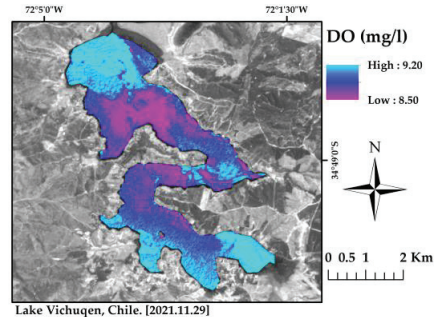 72°5'0"W
72°1'30"W
DO (mg/l)
High : 9.20
Low : 8.50
34°49'0"S
N
0 0.5 1 2 Km
Lake Vichuqen, Chile. [2021.11.29]